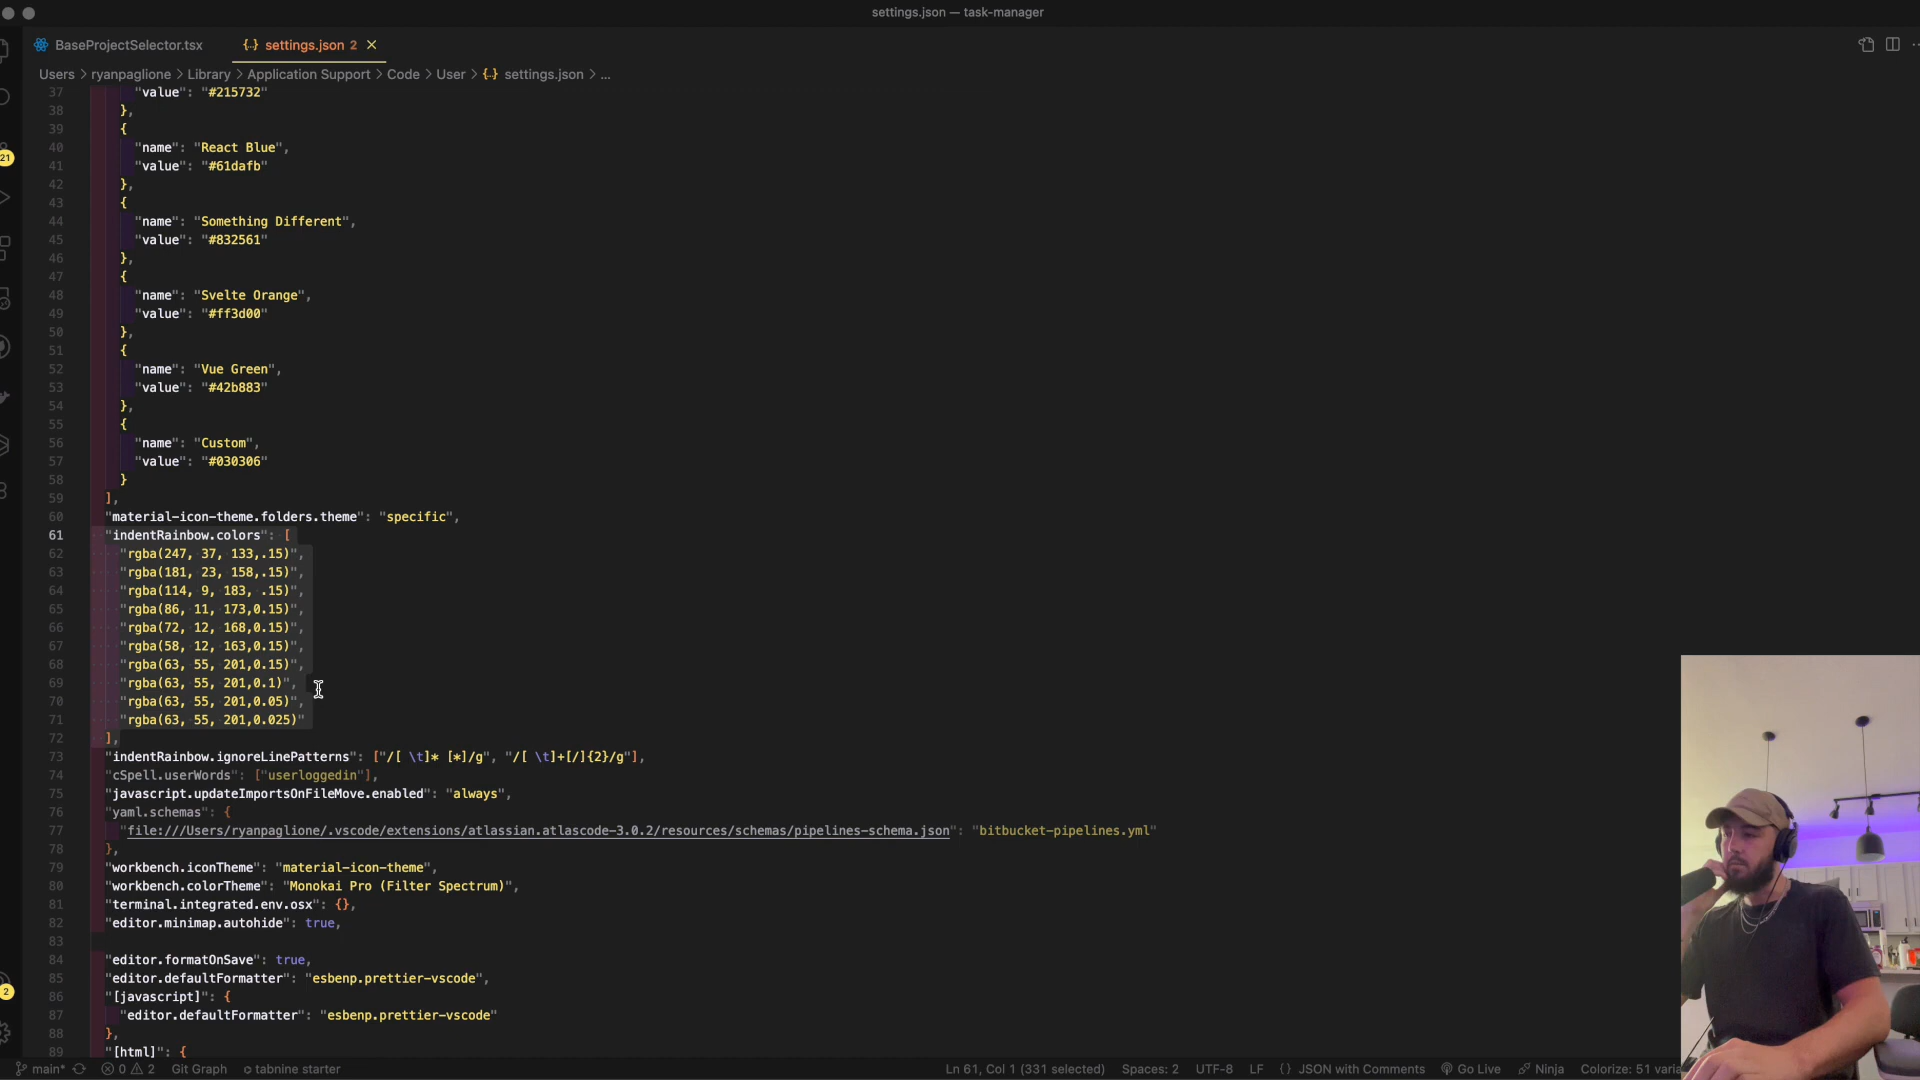 settings.json — task-manager
BaseProjectSelector.tsx
{..} settings.json 2 ×
Users > ryanpaglione > Library > Application Support > Code > User > {..} settings.json > ...
37 "value": "#215732"
38 },
39 {
40 "name": "React Blue",
41 "value": "#61dafb"
42 },
43 {
44 "name": "Something Different",
45 "value": "#832561"
46 },
47 {
48 "name": "Svelte Orange",
49 "value": "#ff3d00"
50 },
51 {
52 "name": "Vue Green",
53 "value": "#42b883"
54 },
55 {
56 "name": "Custom",
57 "value": "#030306"
58 }
59 ],
60 "material-icon-theme.folders.theme": "specific",
61 "indentRainbow.colors": [
62 "rgba(247, 37, 133,.15)",
63 "rgba(181, 23, 158,.15)",
64 "rgba(114, 9, 183, .15)",
65 "rgba(86, 11, 173,0.15)",
66 "rgba(72, 12, 168,0.15)",
67 "rgba(58, 12, 163,0.15)",
68 "rgba(63, 55, 201,0.15)",
69 "rgba(63, 55, 201,0.1)",
70 "rgba(63, 55, 201,0.05)",
71 "rgba(63, 55, 201,0.025)"
72 ],
73 "indentRainbow.ignoreLinePatterns": ["/[ \t]* [*]/g", "/[ \t]+[/]{2}/g"],
74 "cSpell.userWords": ["userloggedin"],
75 "javascript.updateImportsOnFileMove.enabled": "always",
76 "yaml.schemas": {
77 "file:///Users/ryanpaglione/.vscode/extensions/atlassian.atlascode-3.0.2/resources/schemas/pipelines-schema.json": "bitbucket-pipelines.yml"
78 },
79 "workbench.iconTheme": "material-icon-theme",
80 "workbench.colorTheme": "Monokai Pro (Filter Spectrum)",
81 "terminal.integrated.env.osx": {},
82 "editor.minimap.autohide": true,
83
84 "editor.formatOnSave": true,
85 "editor.defaultFormatter": "esbenp.prettier-vscode",
86 "[javascript]": {
87 "editor.defaultFormatter": "esbenp.prettier-vscode"
88 },
89 "[html]": {
21
2
main* 0 2 Git Graph tabnine starter Ln 61, Col 1 (331 selected) Spaces: 2 UTF-8 LF {} JSON with Comments Go Live Ninja Colorize: 51